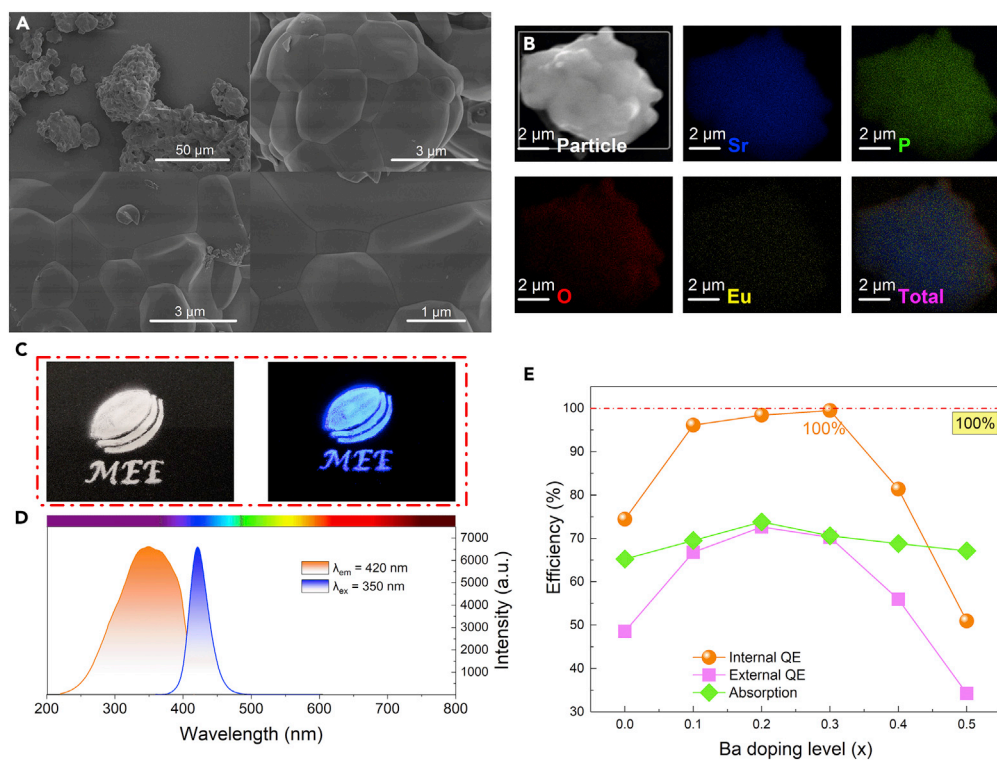 A
50 μm
3 μm
3 μm
1 μm
B
2 μm Particle
2 μm Sr
2 μm P
2 μm O
2 μm Eu
2 μm Total
C
MEE
MEE
D
λem = 420 nm
λex = 350 nm
7000
6000
5000
4000
3000
2000
1000
Intensity (a.u.)
200 300 400 500 600 700 800
Wavelength (nm)
E
100
90
80
70
60
50
40
30
Efficiency (%)
100%
100%
Internal QE
External QE
Absorption
0.0 0.1 0.2 0.3 0.4 0.5
Ba doping level (x)